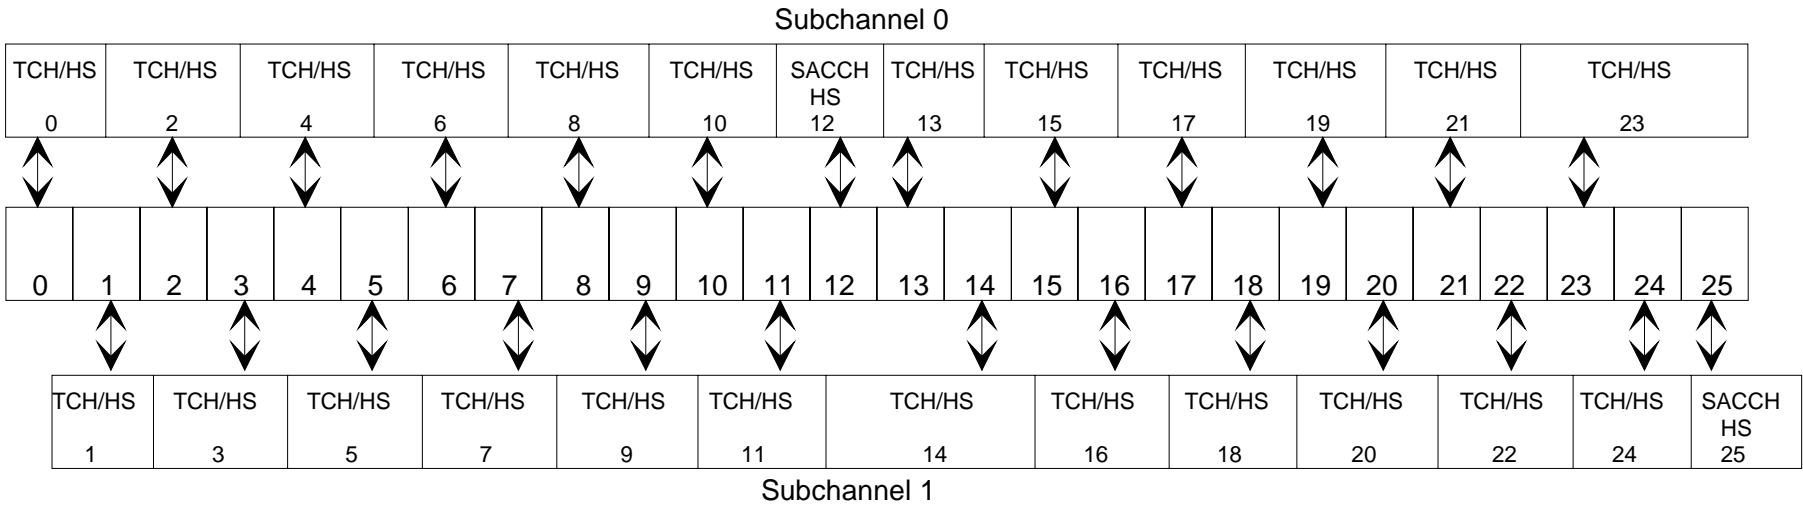 Subchannel 0
TCH/HS TCH/HS TCH/HS TCH/HS TCH/HS TCH/HS SACCH TCH/HS TCH/HS TCH/HS TCH/HS TCH/HS TCH/HS
HS
0 2 4 6 8 10 12 13 15 17 19 21 23
0 1 2 3 4 5 6 7 8 9 10 11 12 13 14 15 16 17 18 19 20 21 22 23 24 25
TCH/HS TCH/HS TCH/HS TCH/HS TCH/HS TCH/HS TCH/HS TCH/HS TCH/HS TCH/HS TCH/HS TCH/HS SACCH
HS
1 3 5 7 9 11 14 16 18 20 22 24 25
Subchannel 1